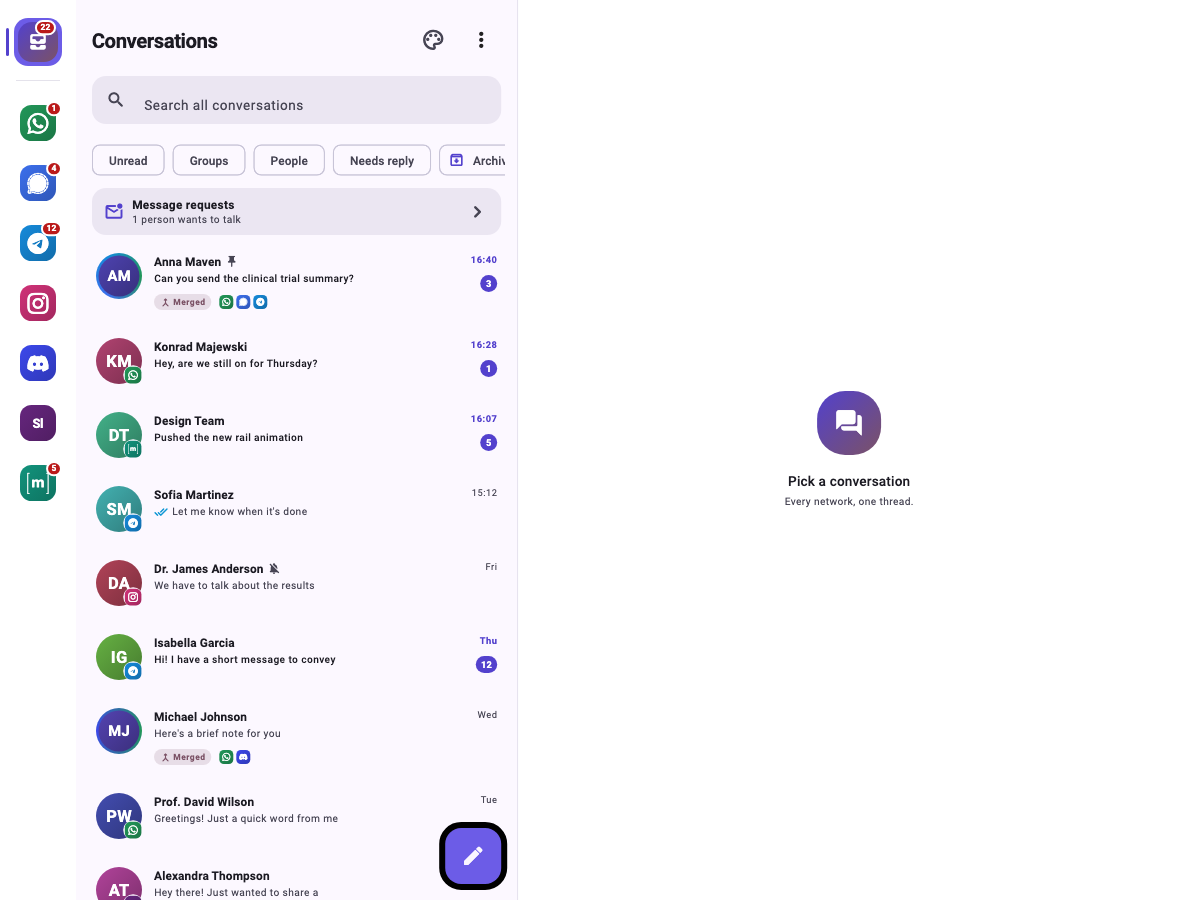 22
Conversations
Search all conversations
1
Unread
Groups
People
Needs reply
Archiv
4
Message requests
1 person wants to talk
12
AM
Anna Maven
16:40
Can you send the clinical trial summary?
3
Merged
KM
Konrad Majewski
16:28
Hey, are we still on for Thursday?
1
SI
DT
[m]
Design Team
16:07
Pushed the new rail animation
5
[m]
5
SM
Sofia Martinez
15:12
Let me know when it's done
Pick a conversation
Every network, one thread.
DA
Dr. James Anderson
Fri
We have to talk about the results
IG
Isabella Garcia
Thu
Hi! I have a short message to convey
12
MJ
Michael Johnson
Wed
Here's a brief note for you
Merged
PW
Prof. David Wilson
Tue
Greetings! Just a quick word from me
AT
Alexandra Thompson
Hey there! Just wanted to share a